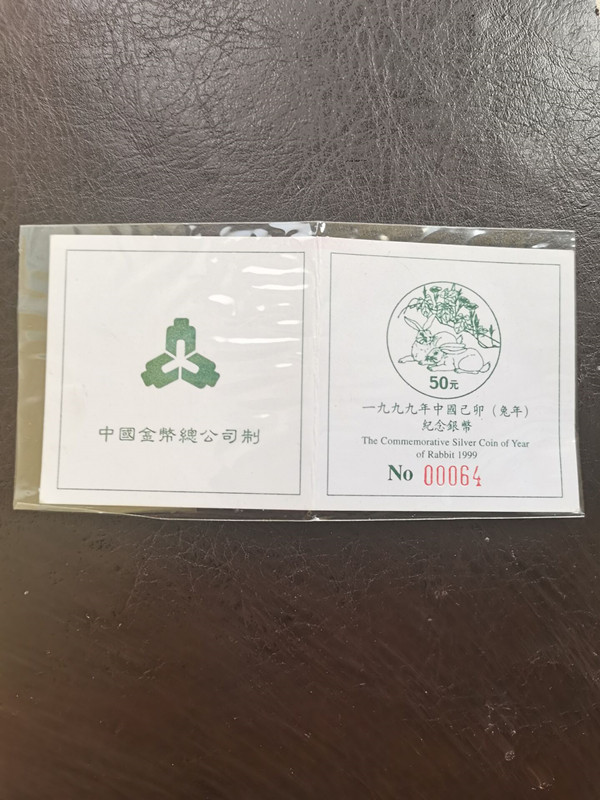 中國金幣總公司制
50元
一九九九年中國己卯（兔年）
紀念銀幣
The Commemorative Silver Coin of Year
of Rabbit 1999
No 00064